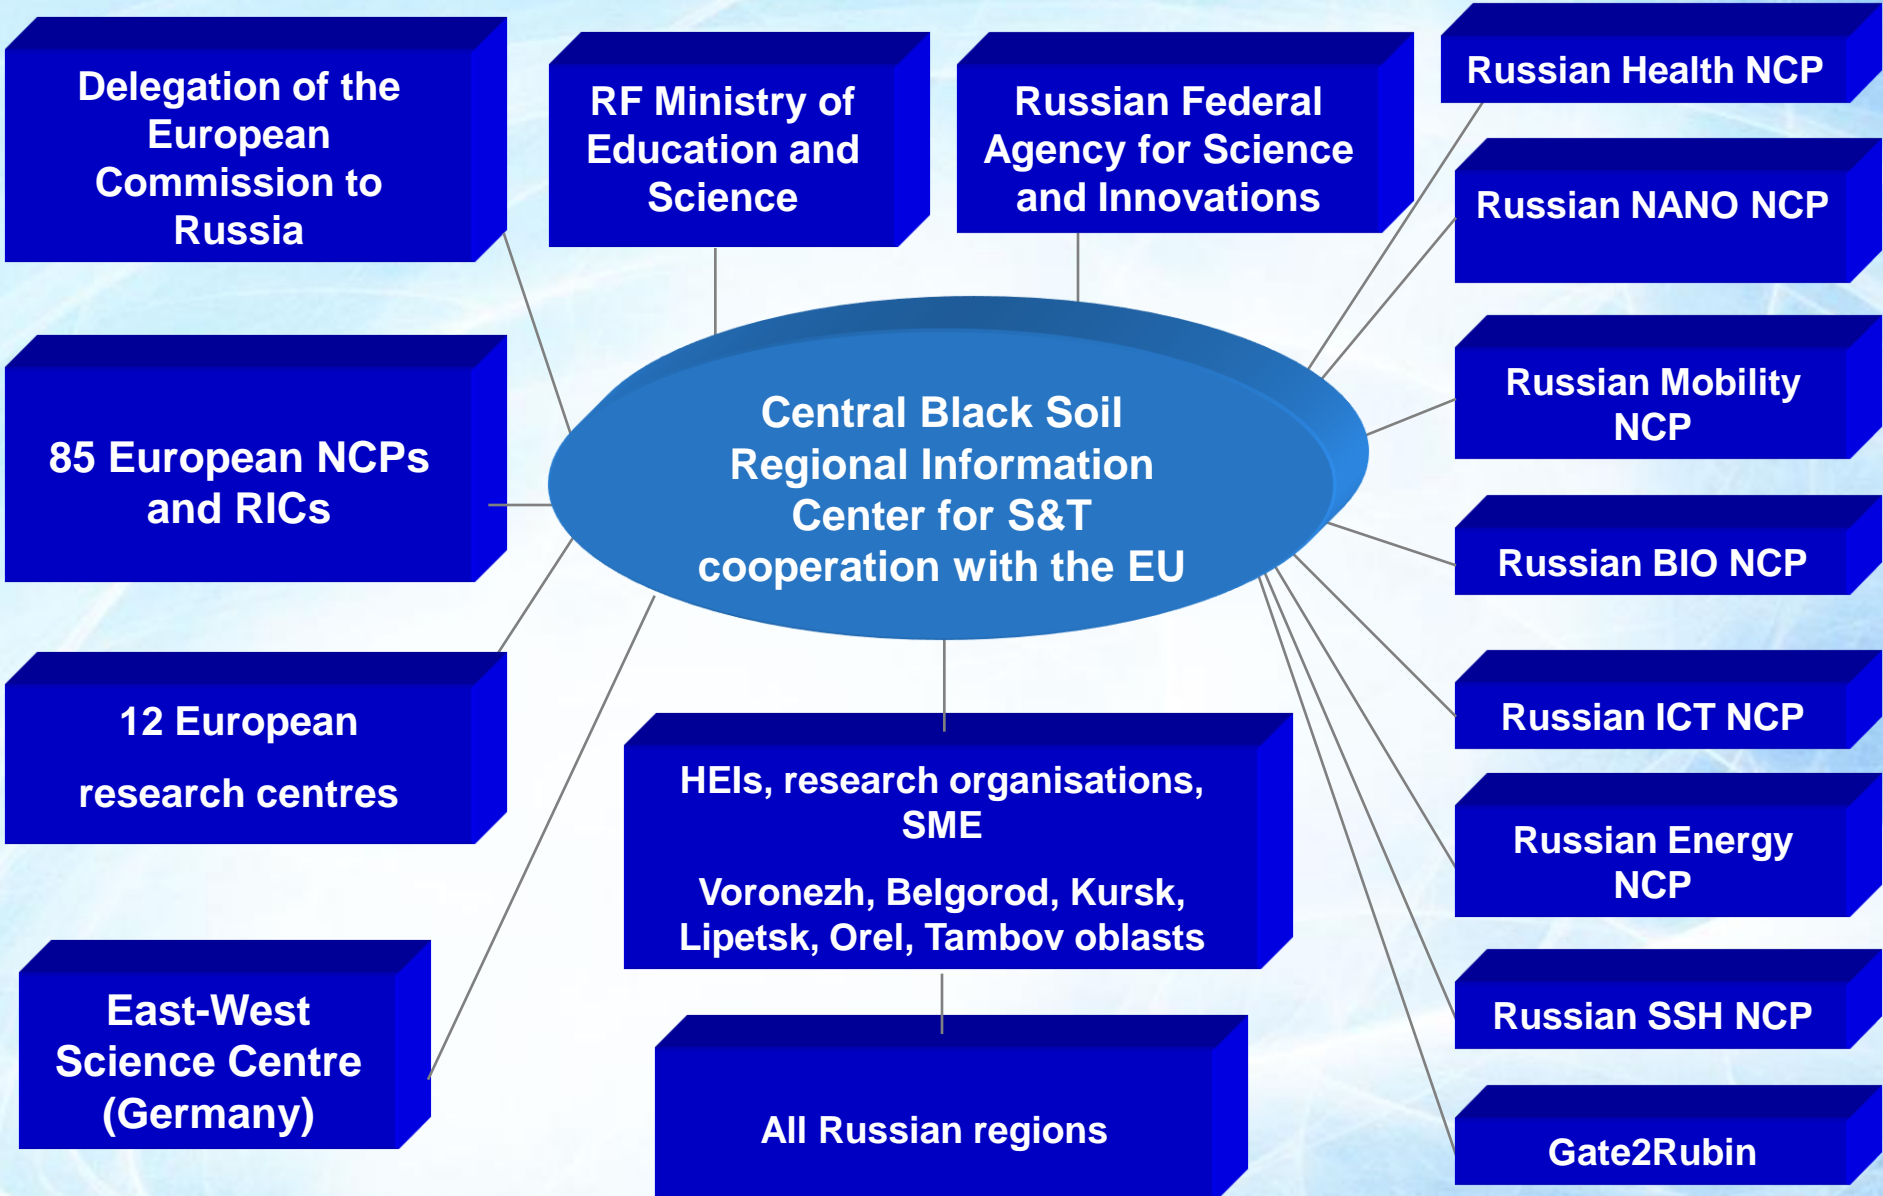 Delegation of the
European
Commission to
Russia
RF Ministry of
Education and
Science
Russian Federal
Agency for Science
and Innovations
Russian Health NCP
Russian NANO NCP
Russian Mobility
NCP
Russian BIO NCP
Russian ICT NCP
Russian Energy
NCP
Russian SSH NCP
Gate2Rubin
85 European NCPs
and RICs
Central Black Soil
Regional Information
Center for S&T
cooperation with the EU
12 European
research centres
HEIs, research organisations,
SME
Voronezh, Belgorod, Kursk,
Lipetsk, Orel, Tambov oblasts
East-West
Science Centre
(Germany)
All Russian regions